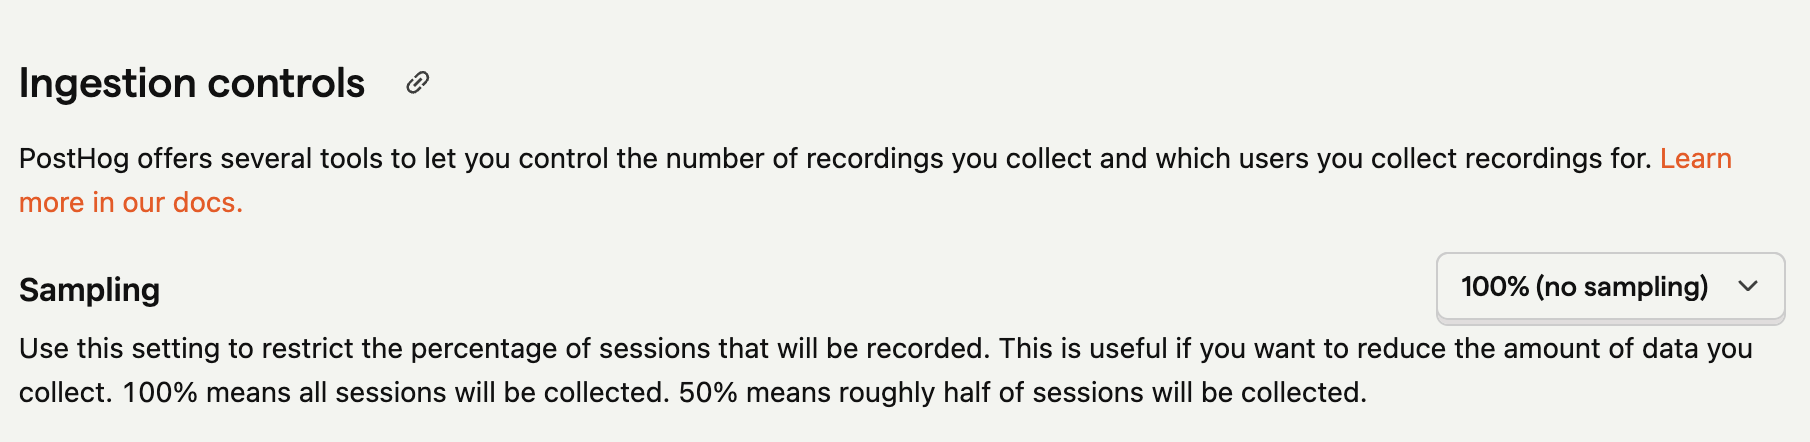 Ingestion controls
PostHog offers several tools to let you control the number of recordings you collect and which users you collect recordings for. Learn
more in our docs.
Sampling
100% (no sampling)
Use this setting to restrict the percentage of sessions that will be recorded. This is useful if you want to reduce the amount of data you
collect. 100% means all sessions will be collected. 50% means roughly half of sessions will be collected.